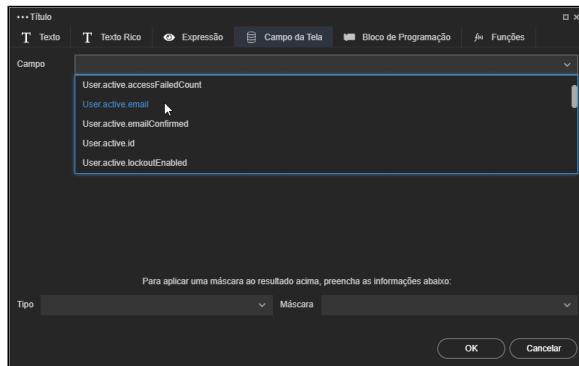 ••• Título
T Texto T Texto Rico Expressão Campo da Tela Bloco de Programação f(x) Funções
Campo
User.active.accessFailedCount
User.active.email
User.active.emailConfirmed
User.active.id
User.active.lockoutEnabled
Para aplicar uma máscara ao resultado acima, preencha as informações abaixo:
Tipo Máscara
OK Cancelar